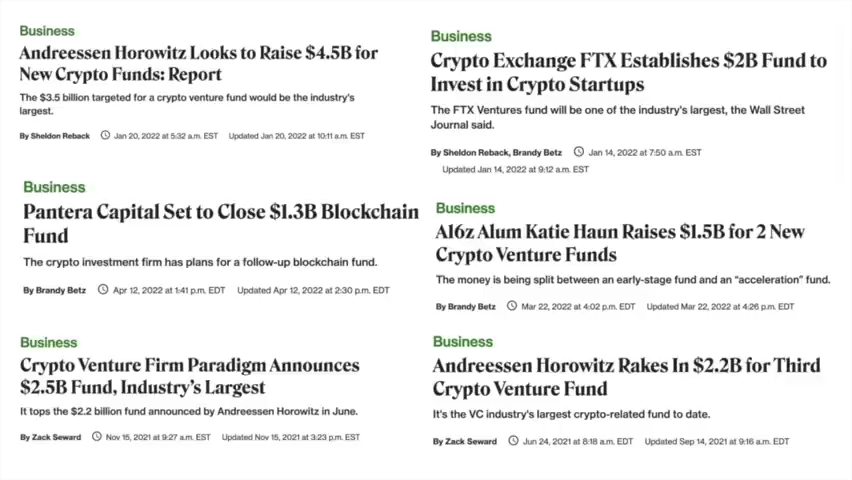 Business
Andreessen Horowitz Looks to Raise $4.5B for
New Crypto Funds: Report
The $3.5 billion targeted for a crypto venture fund would be the industry's
largest.
By Sheldon Reback Jan 20, 2022 at 5:32 a.m. EST Updated Jan 20, 2022 at 10:11 a.m. EST
Business
Pantera Capital Set to Close $1.3B Blockchain
Fund
The crypto investment firm has plans for a follow-up blockchain fund.
By Brandy Betz Apr 12, 2022 at 1:41 p.m. EDT Updated Apr 12, 2022 at 2:30 p.m. EDT
Business
Crypto Venture Firm Paradigm Announces
$2.5B Fund, Industry's Largest
It tops the $2.2 billion fund announced by Andreessen Horowitz in June.
By Zack Seward Nov 15, 2021 at 9:27 a.m. EST Updated Nov 15, 2021 at 3:23 p.m. EST
Business
Crypto Exchange FTX Establishes $2B Fund to
Invest in Crypto Startups
The FTX Ventures fund will be one of the industry's largest, the Wall Street
Journal said.
By Sheldon Reback, Brandy Betz Jan 14, 2022 at 7:50 a.m. EST
Updated Jan 14, 2022 at 9:12 a.m. EST
Business
A16z Alum Katie Haun Raises $1.5B for 2 New
Crypto Venture Funds
The money is being split between an early-stage fund and an “acceleration” fund.
By Brandy Betz Mar 22, 2022 at 4:02 p.m. EDT Updated Mar 22, 2022 at 4:26 p.m. EDT
Business
Andreessen Horowitz Rakes In $2.2B for Third
Crypto Venture Fund
It's the VC industry's largest crypto-related fund to date.
By Zack Seward Jun 24, 2021 at 8:18 a.m. EDT Updated Sep 14, 2021 at 9:16 a.m. EDT